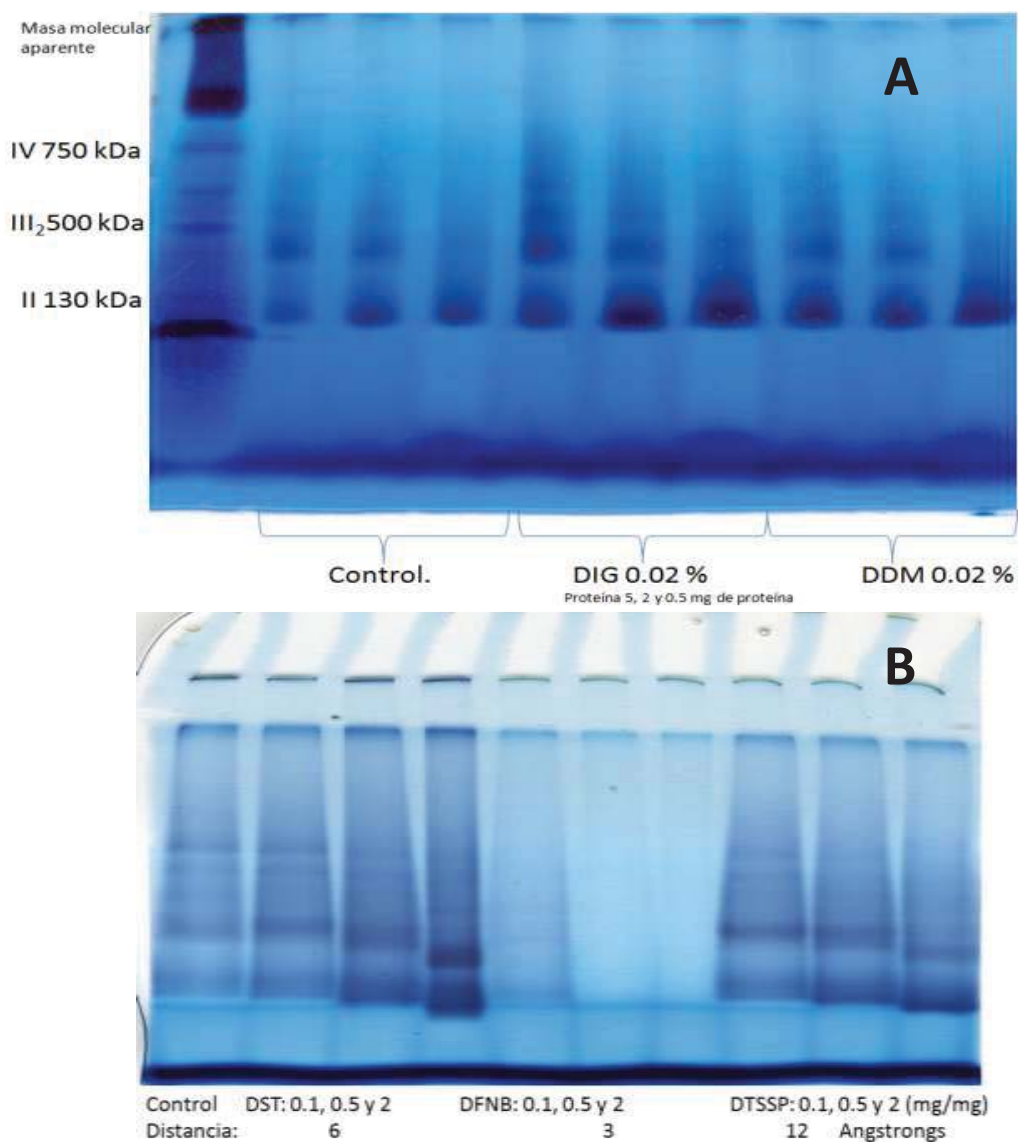 Masa molecular
aparente
A
IV 750 kDa
III₂500 kDa
II 130 kDa
Control. DIG 0.02 % DDM 0.02 %
Proteína 5, 2 y 0.5 mg de proteína
B
Control DST: 0.1, 0.5 y 2 DFNB: 0.1, 0.5 y 2 DTSSP: 0.1, 0.5 y 2 (mg/mg)
Distancia: 6 3 12 Angstrongs